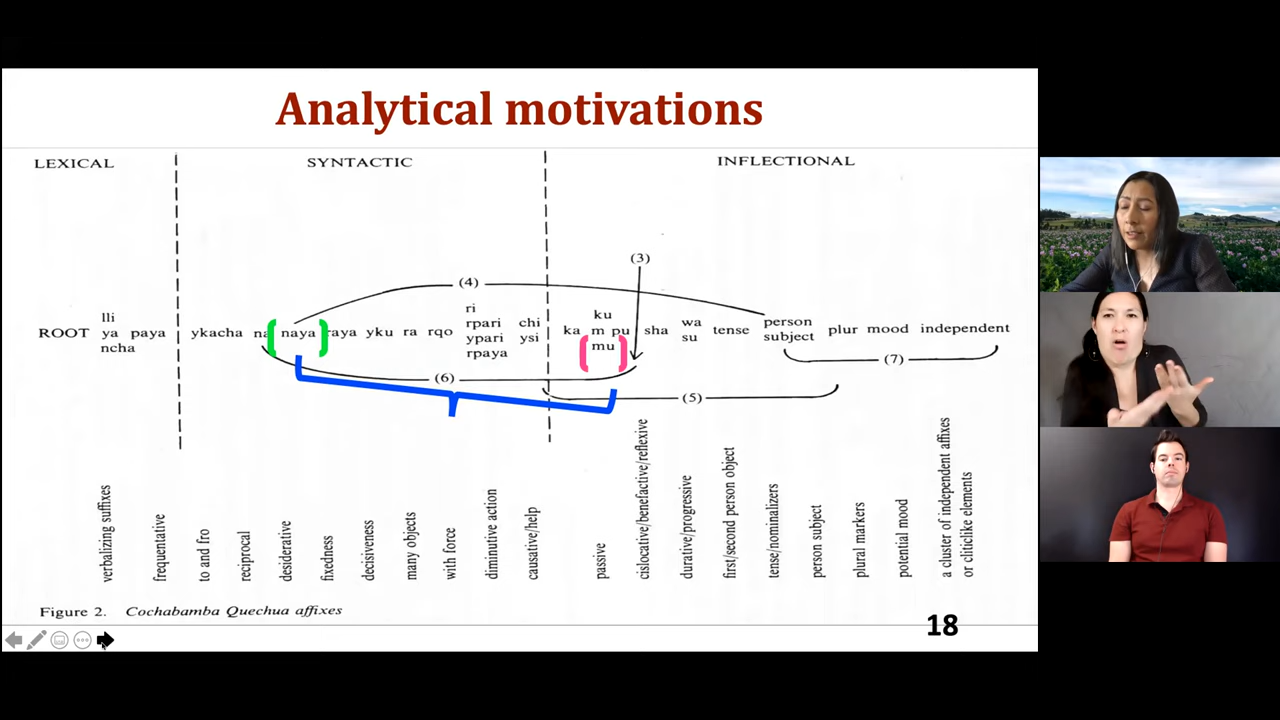 Analytical motivations
LEXICAL SYNTACTIC INFLECTIONAL
(3)
(4)
lli ri ku
rpari chi wa person
ROOT ya paya ykacha na naya raya yku ra rqo ypari ysi ka m pu sha su tense subject plur mood independent
ncha rpaya mu
(6) (5) (7)
verbalizing suffixes
frequentative
to and fro
reciprocal
desiderative
fixedness
decisiveness
many objects
with force
diminutive action
causative/help
passive
cislocative/benefactive/reflexive
durative/progressive
first/second person object
tense/nominalizers
person subject
plural markers
potential mood
a cluster of independent affixes
or cliticlike elements
Figure 2. Cochabamba Quechua affixes
18